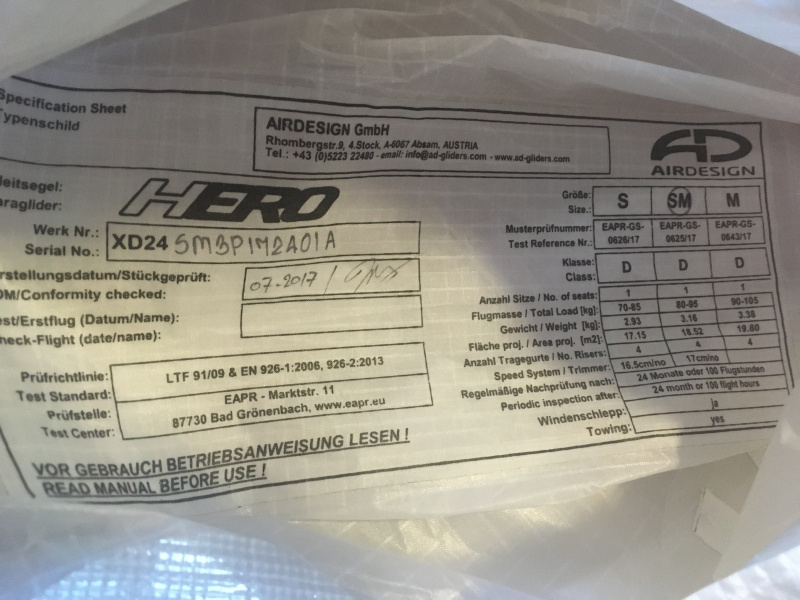 Specification Sheet
Typenschild
AIRDESIGN GmbH
Rhombergstr.9, 4.Stock, A-6067 Absam, AUSTRIA
Tel.: +43 (0)5223 22480 - email: info@ad-gliders.com - www.ad-gliders.com
AD
AIRDESIGN
leitsegel:
araglider:
HERO
Werk Nr.:
Serial No.:
XD24 SM3P172A01A
erstellungsdatum/Stückgeprüft:
OM/Conformity checked:
07-2017 /
est/Erstflug (Datum/Name):
heck-Flight (date/name):
Prüfrichtlinie:
Test Standard:
LTF 91/09 & EN 926-1:2006, 926-2:2013
Prüfstelle:
Test Center:
EAPR - Marktstr. 11
87730 Bad Grönenbach, www.eapr.eu
VOR GEBRAUCH BETRIEBSANWEISUNG LESEN !
READ MANUAL BEFORE USE !
Größe:
Size.:
S SM M
Musterprüfnummer:
Test Reference Nr.:
EAPR-GS- EAPR-GS- EAPR-GS-
0626/17 0625/17 0643/17
Klasse:
Class:
D D D
Anzahl Sitze / No. of seats: 1 1 1
Flugmasse / Total Load [kg]: 70-85 80-95 90-105
Gewicht / Weight [kg]: 2.93 3.16 3.38
Fläche proj. / Area proj. [m2]: 17.15 18.52 19.80
Anzahl Tragegurte / No. Risers: 4 4 4
Speed System / Trimmer: 16.5cm/no 17cm/no
Regelmäßige Nachprüfung nach: 24 Monate oder 100 Flugstunden
Periodic inspection after: 24 month or 100 flight hours
Windenschlepp: ja
Towing: yes